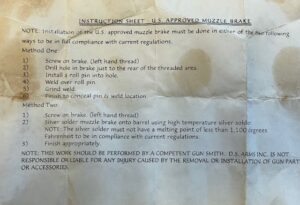 INSTRUCTION SHEET - U.S. APPROVED MUZZLE BRAKE
NOTE: Installation of the U.S. approved muzzle brake must be done in either of the following
ways to be in full compliance with current regulations.
Method One:
1) Screw on brake. (left hand thread)
2) Drill hole in brake just to the rear of the threaded area.
3) Install a roll pin into hole.
4) Weld over roll pin.
5) Grind weld.
6) Finish to conceal pin & weld location.
Method Two:
1) Screw on brake. (left hand thread)
2) Silver solder muzzle brake onto barrel using high temperature silver solder.
NOTE: The silver solder must not have a melting point of less than 1,100 degrees
Fahrenheit to be in compliance with current regulations.
3) Finish appropriately.
NOTE: THIS WORK SHOULD BE PERFORMED BY A COMPETENT GUN SMITH. D.S. ARMS INC. IS NOT
RESPONSIBLE OR LIABLE FOR ANY INJURY CAUSED BY THE REMOVAL OR INSTALLATION OF GUN PART
OR ACCESSORIES.